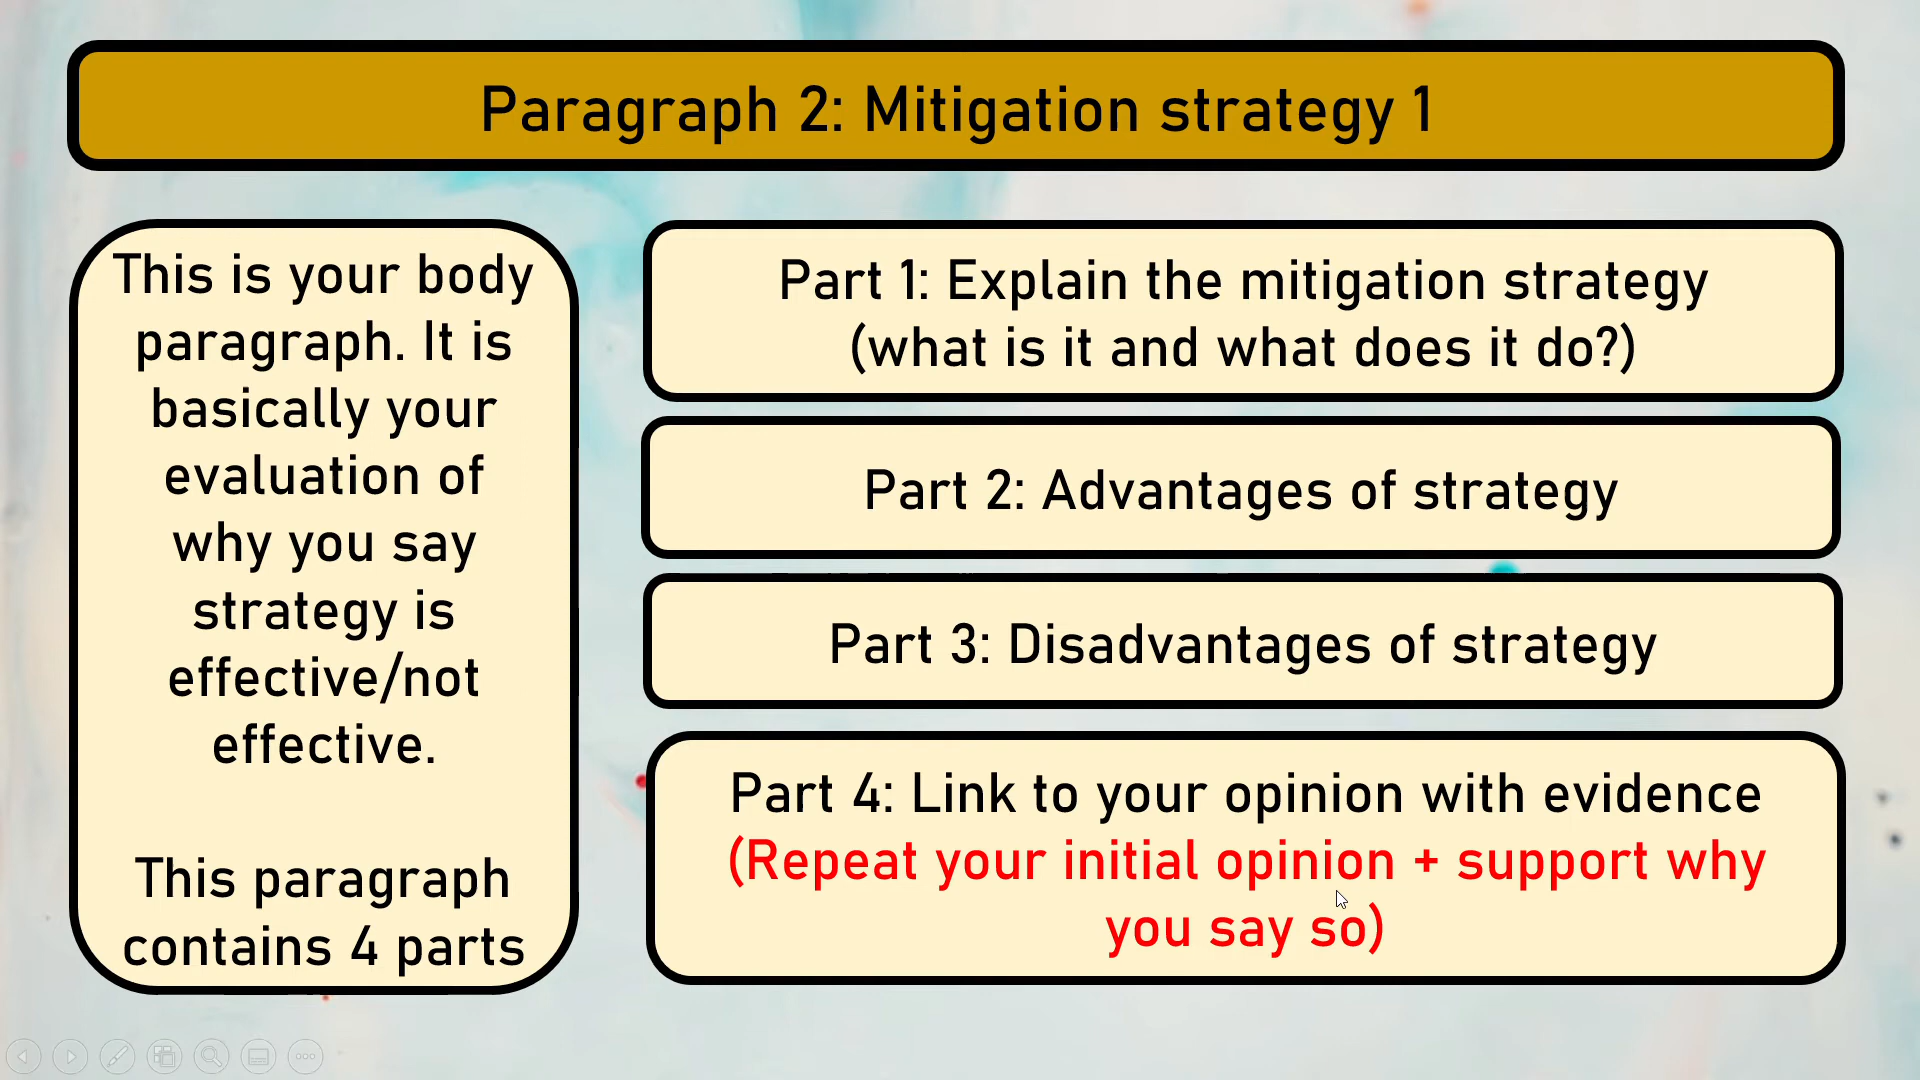 Paragraph 2: Mitigation strategy 1
This is your body
paragraph. It is
basically your
evaluation of
why you say
strategy is
effective/not
effective.
This paragraph
contains 4 parts
Part 1: Explain the mitigation strategy
(what is it and what does it do?)
Part 2: Advantages of strategy
Part 3: Disadvantages of strategy
Part 4: Link to your opinion with evidence
(Repeat your initial opinion + support why
you say so)